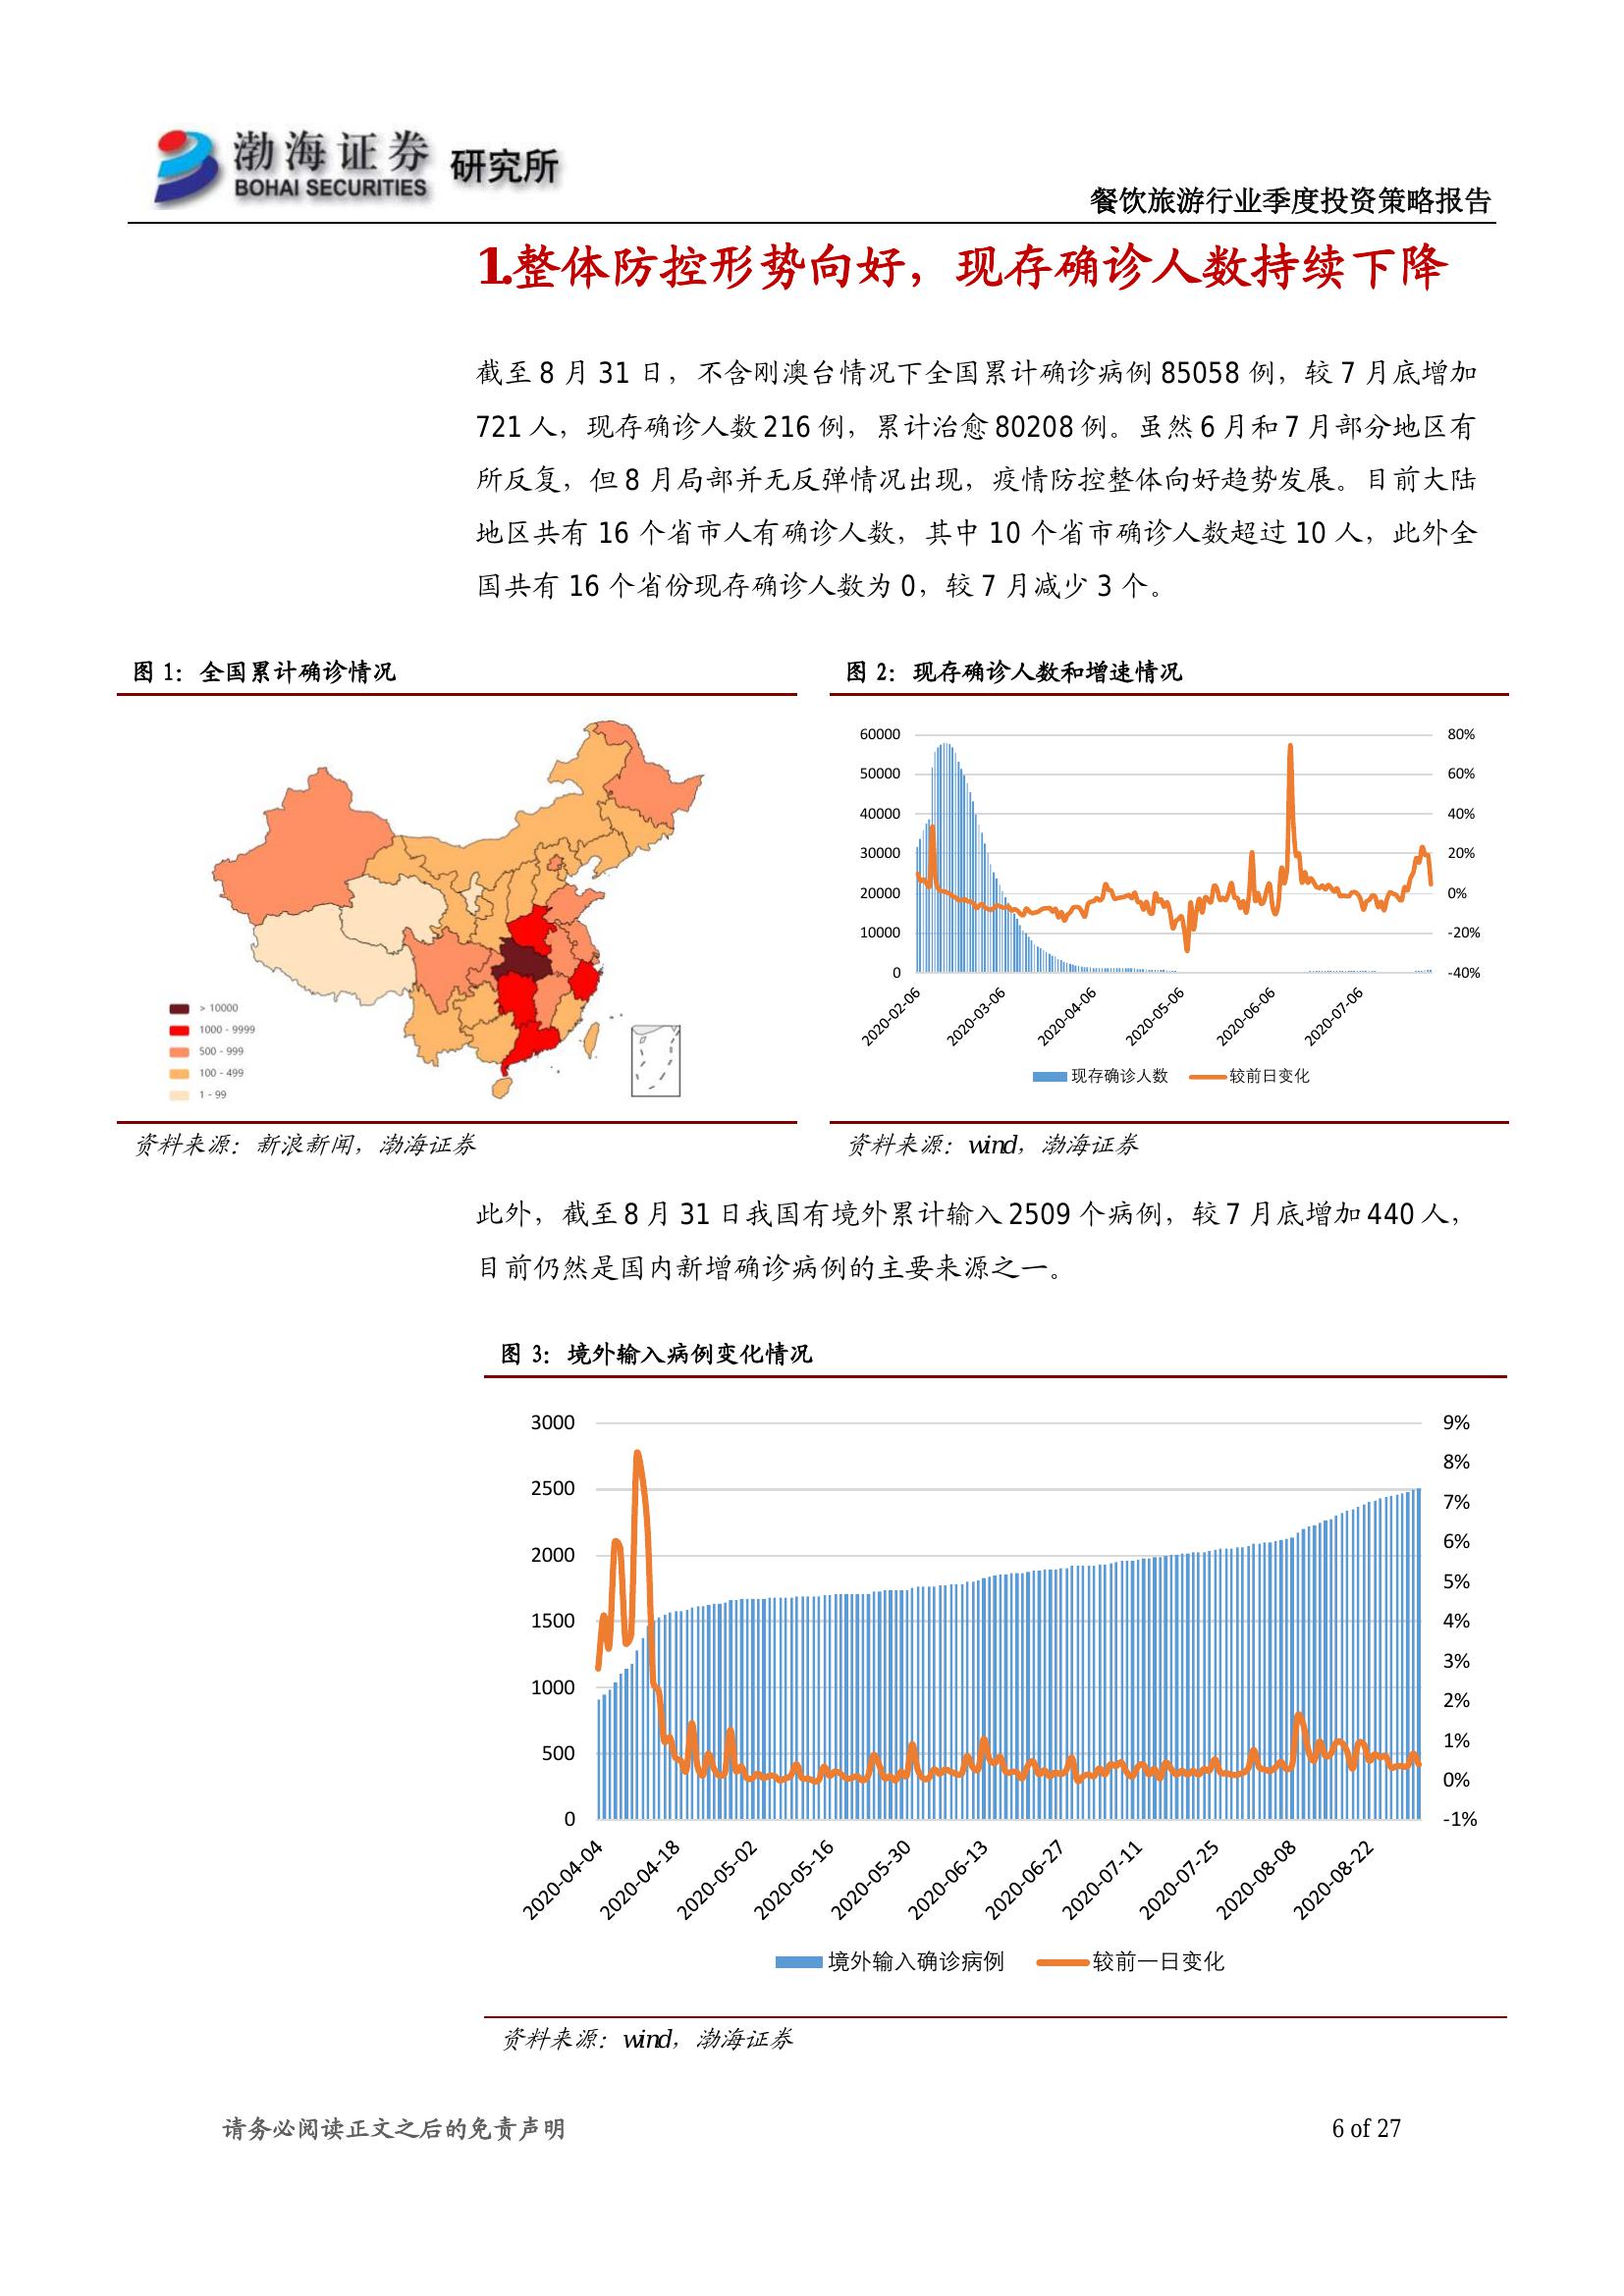 渤海证券 研究所
BOHAI SECURITIES
餐饮旅游行业季度投资策略报告
1.整体防控形势向好，现存确诊人数持续下降
截至 8 月 31 日，不含刚澳台情况下全国累计确诊病例 85058 例，较 7 月底增加
721 人，现存确诊人数 216 例，累计治愈 80208 例。虽然 6 月和 7 月部分地区有
所反复，但 8 月局部并无反弹情况出现，疫情防控整体向好趋势发展。目前大陆
地区共有 16 个省市人有确诊人数，其中 10 个省市确诊人数超过 10 人，此外全
国共有 16 个省份现存确诊人数为 0，较 7 月减少 3 个。
图 1：全国累计确诊情况
> 10000
1000 - 9999
500 - 999
100 - 499
1 - 99
资料来源：新浪新闻，渤海证券
图 2：现存确诊人数和增速情况
60000
50000
40000
30000
20000
10000
0
80%
60%
40%
20%
0%
-20%
-40%
2020-02-06
2020-03-06
2020-04-06
2020-05-06
2020-06-06
2020-07-06
现存确诊人数 较前日变化
资料来源：wind，渤海证券
此外，截至 8 月 31 日我国有境外累计输入 2509 个病例，较 7 月底增加 440 人，
目前仍然是国内新增确诊病例的主要来源之一。
图 3：境外输入病例变化情况
3000
2500
2000
1500
1000
500
0
9%
8%
7%
6%
5%
4%
3%
2%
1%
0%
-1%
2020-04-04
2020-04-18
2020-05-02
2020-05-16
2020-05-30
2020-06-13
2020-06-27
2020-07-11
2020-07-25
2020-08-08
2020-08-22
境外输入确诊病例 较前一日变化
资料来源：wind，渤海证券
请务必阅读正文之后的免责声明
6 of 27